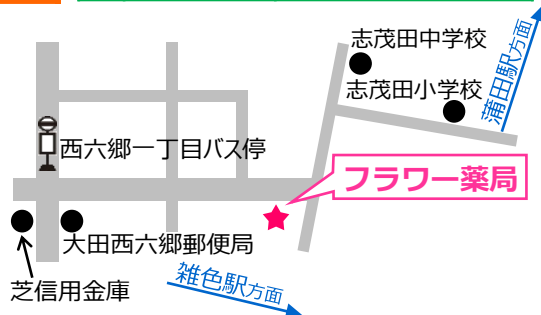 志茂田中学校
志茂田小学校
蒲田駅方面
西六郷一丁目バス停
フラワー薬局
大田西六郷郵便局
芝信用金庫
雑色駅方面